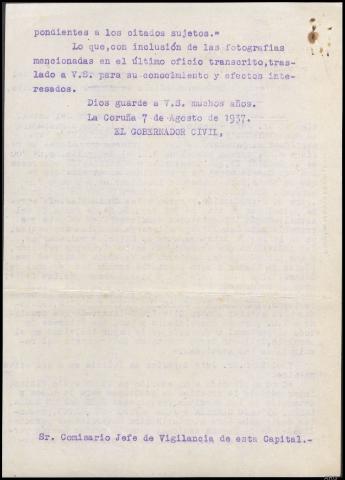 pondientes a los citados sujetos."
Lo que,con inclusión de las fotografías
mencionadas en el último oficio transcrito,tras-
lado a V.S. para su conocimiento y efectos inte-
resados.
Dios guarde a V.S. muchos años.
La Coruña 7 de Agosto de 1937.
EL GOBERNADOR CIVIL,
Sr. Comisario Jefe de Vigilancia de esta Capital.-